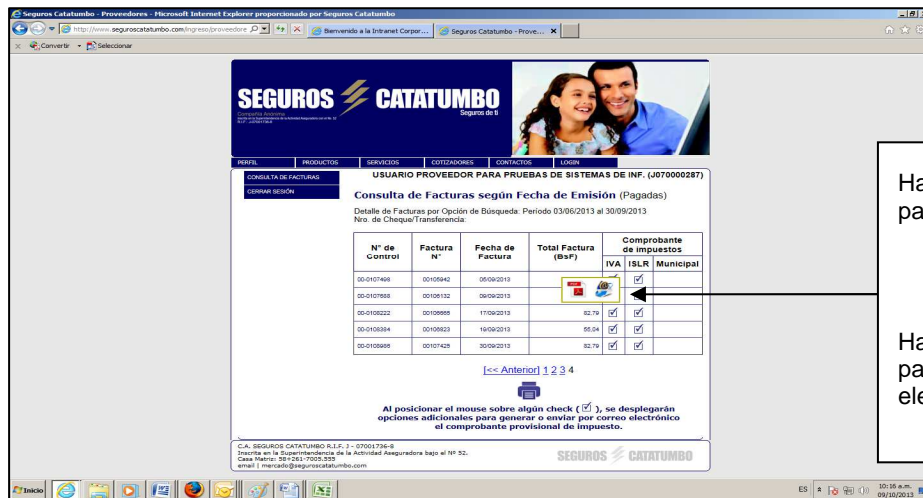 Seguros Catatumbo - Proveedores - Microsoft Internet Explorer proporcionado por Seguros Catatumbo
http://www.seguroscatatumbo.com/ingreso/proveedore
Bienvenido a la Intranet Corpor...
Seguros Catatumbo - Prove...
Convertir
Seleccionar
SEGUROS CATATUMBO
Compañía Anónima
Seguros de ti
PERFIL PRODUCTOS SERVICIOS COTIZADORES CONTACTOS LOGIN
CONSULTA DE FACTURAS
CERRAR SESIÓN
USUARIO PROVEEDOR PARA PRUEBAS DE SISTEMAS DE INF. (J070000287)
Consulta de Facturas según Fecha de Emisión (Pagadas)
Detalle de Facturas por Opción de Búsqueda: Período 03/06/2013 al 30/09/2013
Nro. de Cheque/Transferencia:
N° de Control Factura N° Fecha de Factura Total Factura (BsF) Comprobante de impuestos
IVA ISLR Municipal
00-0107498 00105942 05/09/2013
00-0107688 00106132 09/09/2013
00-0108222 00106666 17/09/2013 82.79
00-0108384 00106823 19/09/2013 55,04
00-0108986 00107425 30/09/2013 82.79
[<< Anterior] 1 2 3 4
Al posicionar el mouse sobre algún check ( ), se desplegarán
opciones adicionales para generar o enviar por correo electrónico
el comprobante provisional de impuesto.
C.A. SEGUROS CATATUMBO R.I.F. J - 07001736-8
Inscrita en la Superintendencia de la Actividad Aseguradora bajo el Nº 52.
Casa Matriz: 58+261-7005.555
email | mercado@seguroscatatumbo.com
SEGUROS CATATUMBO
Ha
pa
Ha
pa
ele
Inicio
ES
10:16 a.m.
09/10/2013